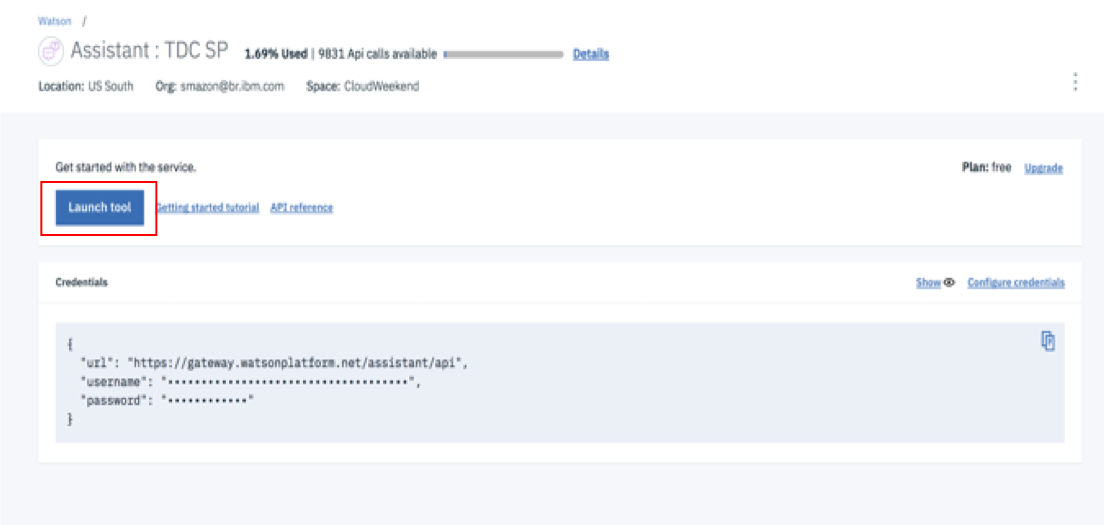 Watson /
Assistant : TDC SP 1.69% Used | 9831 Api calls available Details
Location: US South Org: smazon@br.ibm.com Space: CloudWeekend
Get started with the service.
Plan: free Upgrade
Launch tool Getting started tutorial API reference
Credentials
Show Configure credentials
{
"url": "https://gateway.watsonplatform.net/assistant/api",
"username": "••••••••••••••••••••••••••••••••••••",
"password": "••••••••••••"
}